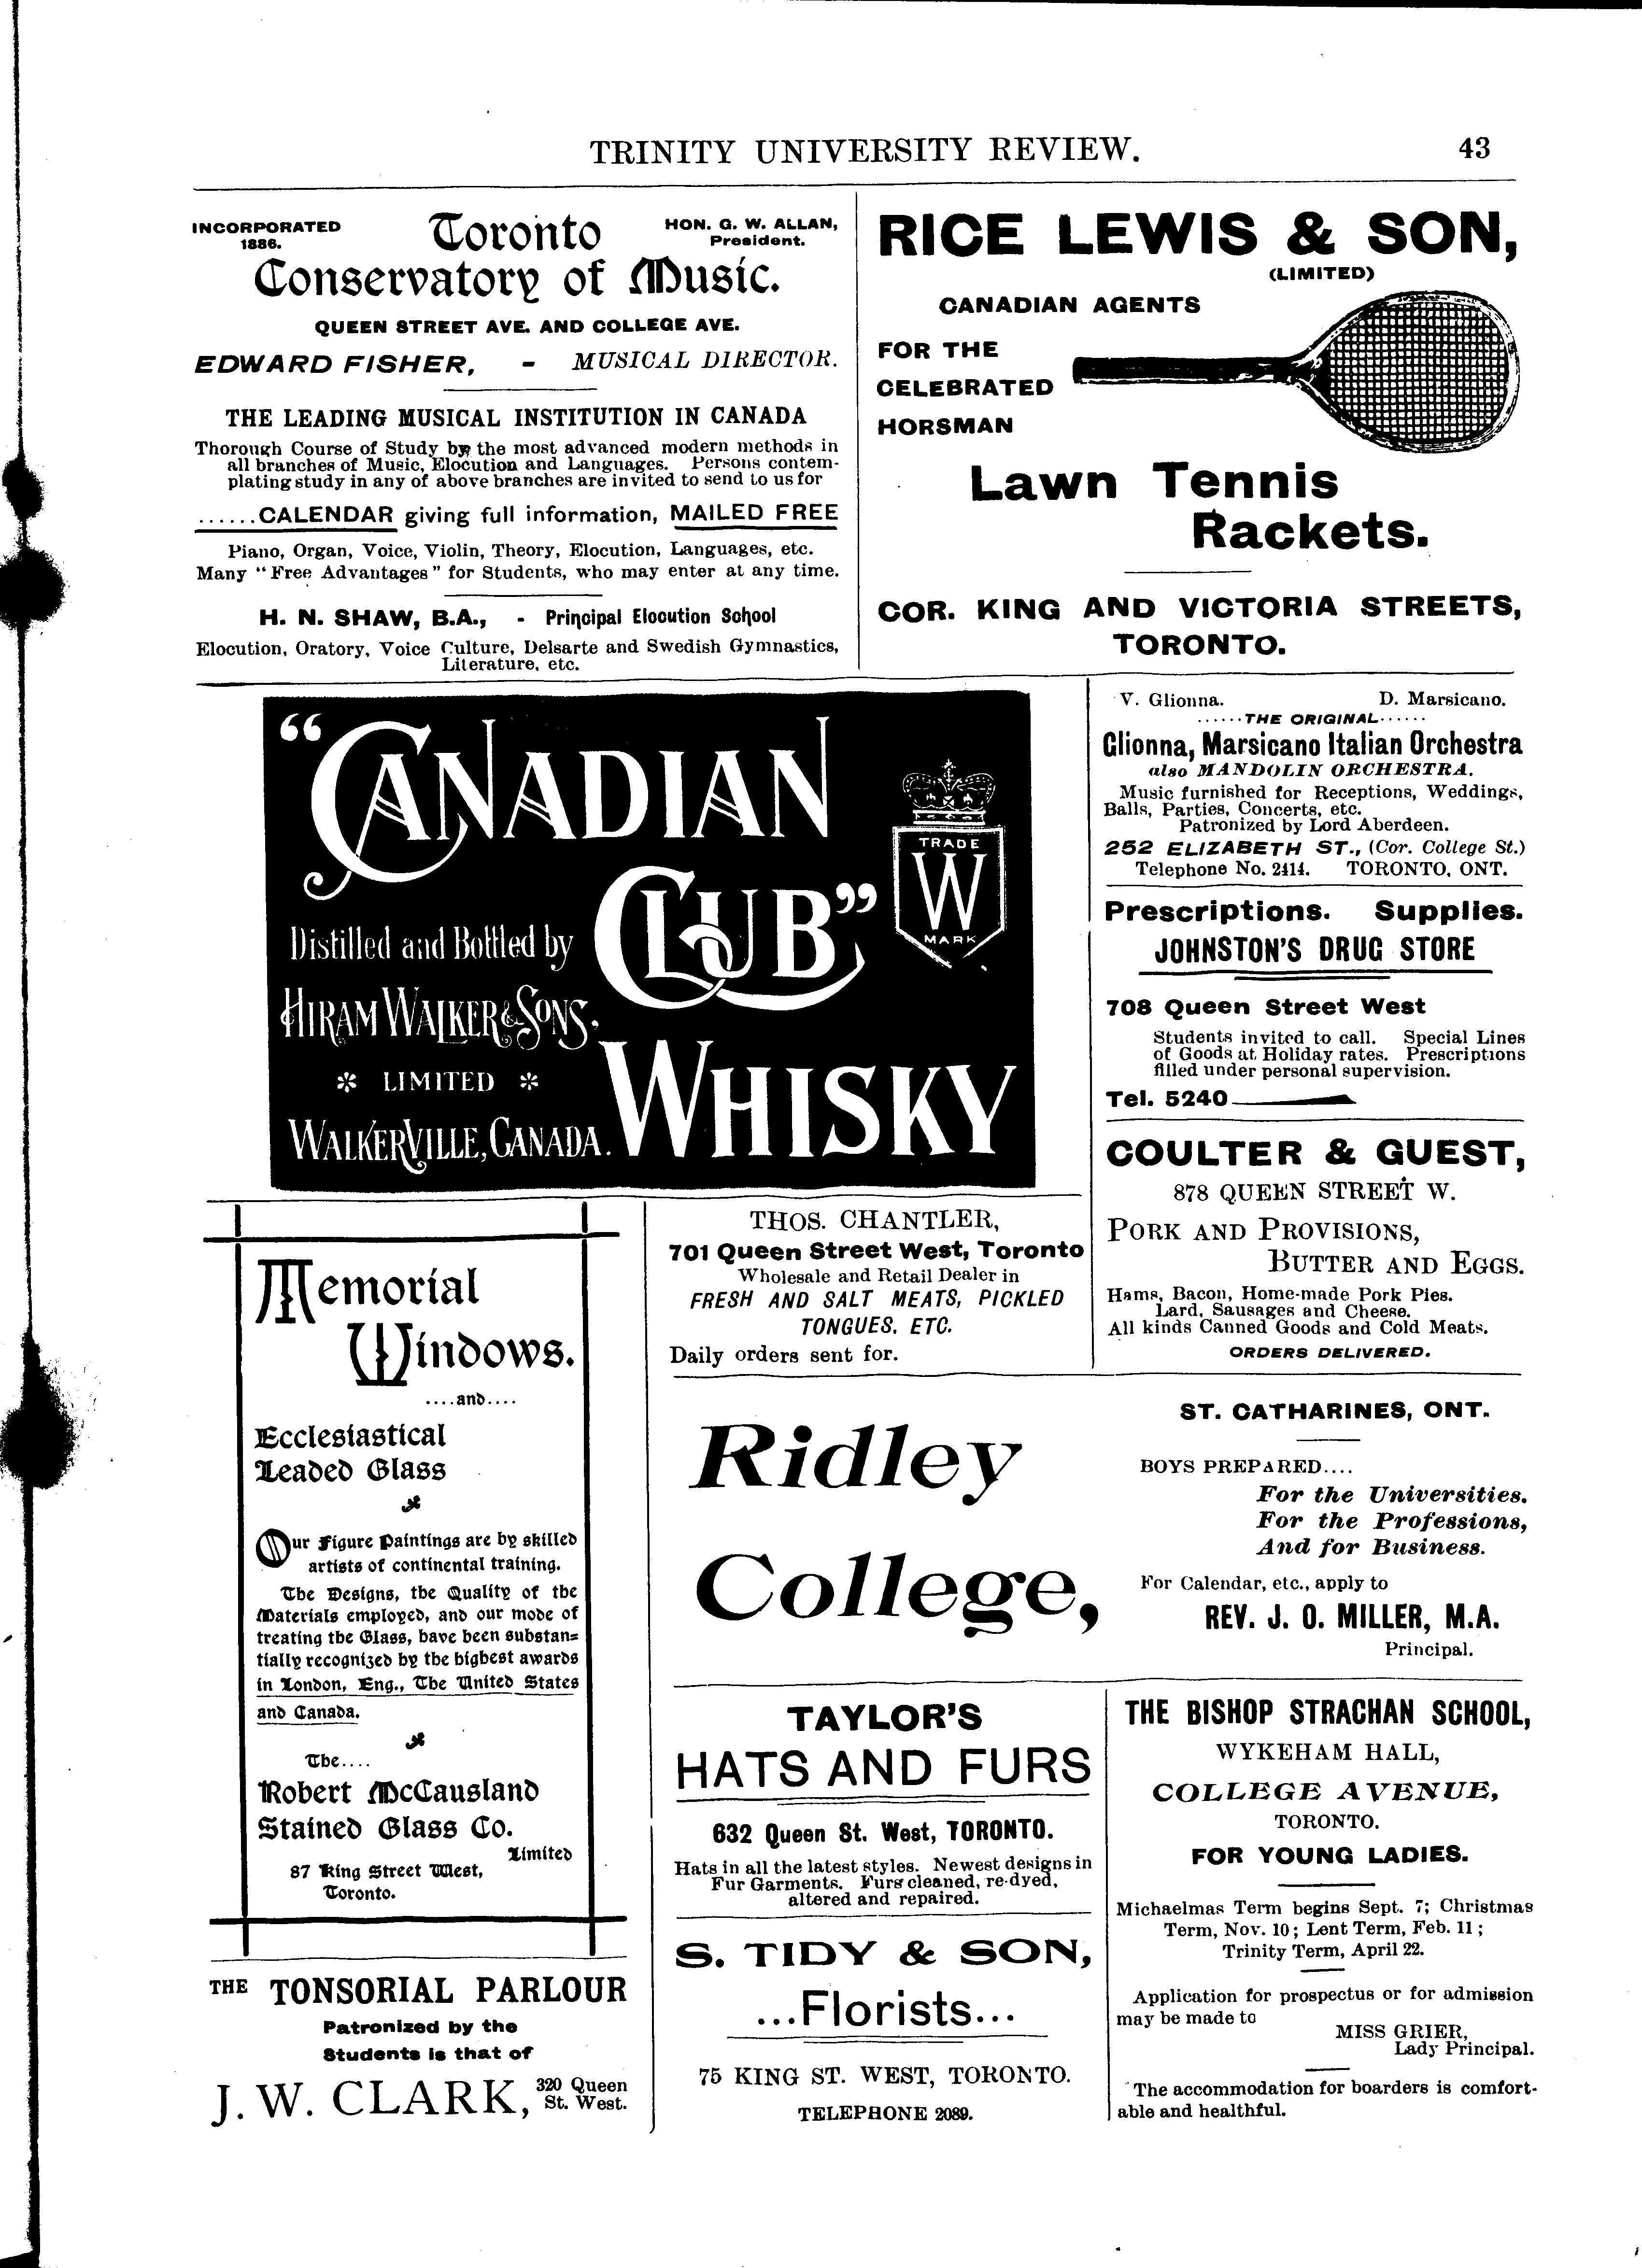 TRINITY UNIVERSITY REVIEW.
43
INCORPORATED
1886.
Toronto
HON. G. W. ALLAN,
President.
Conservatory of Music.
QUEEN STREET AVE. AND COLLEGE AVE.
EDWARD FISHER, - MUSICAL DIRECTOR.
THE LEADING MUSICAL INSTITUTION IN CANADA
Thorough Course of Study by the most advanced modern methods in
all branches of Music, Elocution and Languages. Persons contem-
plating study in any of above branches are invited to send to us for
......CALENDAR giving full information, MAILED FREE
Piano, Organ, Voice, Violin, Theory, Elocution, Languages, etc.
Many "Free Advantages" for Students, who may enter at any time.
H. N. SHAW, B.A., - Principal Elocution School
Elocution, Oratory, Voice Culture, Delsarte and Swedish Gymnastics,
Literature, etc.
RICE LEWIS & SON,
(LIMITED)
CANADIAN AGENTS
FOR THE
CELEBRATED
HORSMAN
Lawn Tennis
Rackets.
COR. KING AND VICTORIA STREETS,
TORONTO.
"CANADIAN
CLUB"
WHISKY
Distilled and Bottled by
HIRAM WALKER & SONS.
LIMITED
WALKERVILLE, CANADA.
TRADE
W
MARK
V. Glionna. D. Marsicano.
......THE ORIGINAL......
Glionna, Marsicano Italian Orchestra
also MANDOLIN ORCHESTRA.
Music furnished for Receptions, Weddings,
Balls, Parties, Concerts, etc.
Patronized by Lord Aberdeen.
252 ELIZABETH ST., (Cor. College St.)
Telephone No. 2414. TORONTO, ONT.
Prescriptions. Supplies.
JOHNSTON'S DRUG STORE
708 Queen Street West
Students invited to call. Special Lines
of Goods at Holiday rates. Prescriptions
filled under personal supervision.
Tel. 5240
COULTER & GUEST,
878 QUEEN STREET W.
PORK AND PROVISIONS,
BUTTER AND EGGS.
Hams, Bacon, Home-made Pork Pies.
Lard, Sausages and Cheese.
All kinds Canned Goods and Cold Meats.
ORDERS DELIVERED.
Memorial
Windows.
....and....
Ecclesiastical
Leaded Glass
Our Figure Paintings are by skilled
artists of continental training.
The Designs, the Quality of the
Materials employed, and our mode of
treating the Glass, have been substan=
tially recognized by the highest awards
in London, Eng., The United States
and Canada.
The....
Robert McCausland
Stained Glass Co.
Limited
87 King Street West,
Toronto.
THOS. CHANTLER,
701 Queen Street West, Toronto
Wholesale and Retail Dealer in
FRESH AND SALT MEATS, PICKLED
TONGUES. ETC.
Daily orders sent for.
Ridley
College,
ST. CATHARINES, ONT.
BOYS PREPARED....
For the Universities.
For the Professions,
And for Business.
For Calendar, etc., apply to
REV. J. O. MILLER, M.A.
Principal.
TAYLOR'S
HATS AND FURS
632 Queen St. West, TORONTO.
Hats in all the latest styles. Newest designs in
Fur Garments. Furs cleaned, re-dyed,
altered and repaired.
S. TIDY & SON,
...Florists...
75 KING ST. WEST, TORONTO.
TELEPHONE 2089.
THE BISHOP STRACHAN SCHOOL,
WYKEHAM HALL,
COLLEGE AVENUE,
TORONTO.
FOR YOUNG LADIES.
Michaelmas Term begins Sept. 7; Christmas
Term, Nov. 10; Lent Term, Feb. 11;
Trinity Term, April 22.
Application for prospectus or for admission
may be made to
MISS GRIER,
Lady Principal.
The accommodation for boarders is comfort-
able and healthful.
THE TONSORIAL PARLOUR
Patronized by the
Students is that of
J. W. CLARK, 320 Queen
St. West.